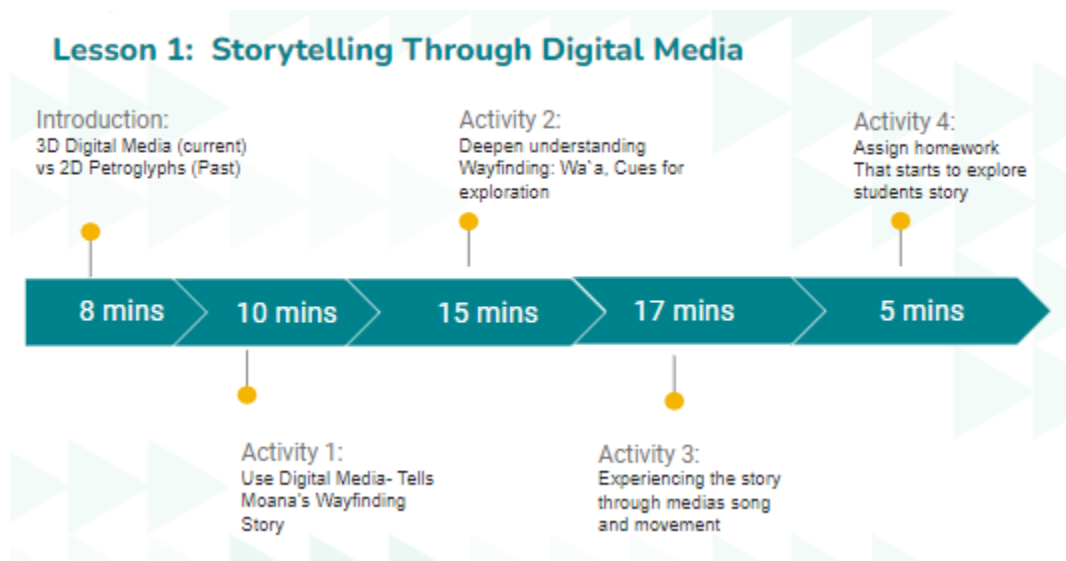 Lesson 1:  Storytelling Through Digital Media
Introduction:
3D Digital Media (current)
vs 2D Petroglyphs (Past)
Activity 2:
Deepen understanding
Wayfinding: Wa`a, Cues for
exploration
Activity 4:
Assign homework
That starts to explore
students story
8 mins
10 mins
15 mins
17 mins
5 mins
Activity 1:
Use Digital Media- Tells
Moana's Wayfinding
Story
Activity 3:
Experiencing the story
through medias song
and movement